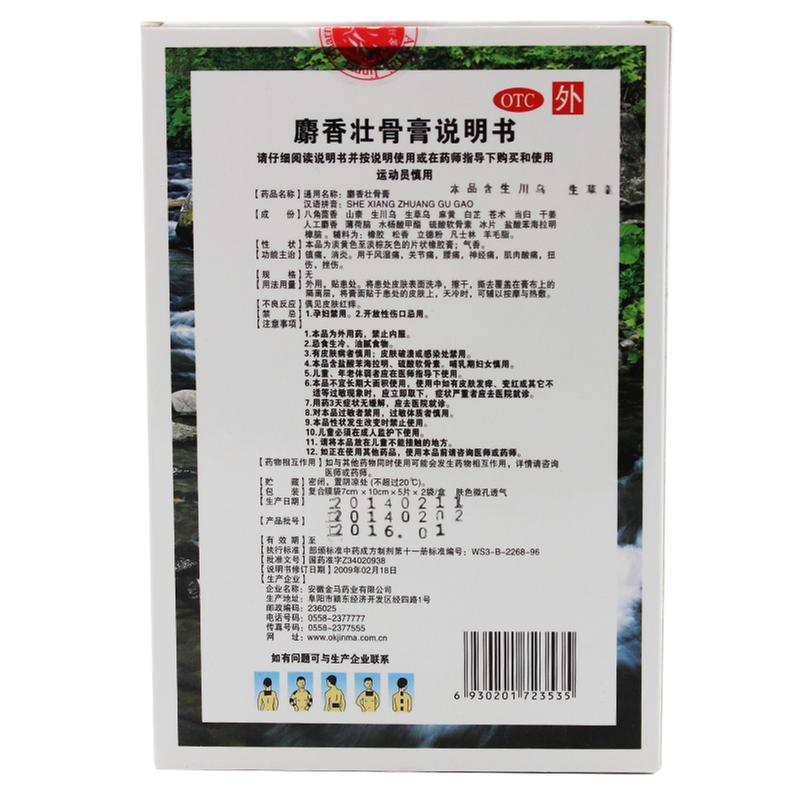 OTC 外
麝香壮骨膏说明书
请仔细阅读说明书并按说明使用或在药师指导下购买和使用
运动员慎用
本品含生川乌 生草
【药品名称】通用名称：麝香壮骨膏
汉语拼音：SHE XIANG ZHUANG GU GAO
【成 份】八角茴香 山柰 生川乌 生草乌 麻黄 白芷 苍术 当归 干姜
人工麝香 薄荷脑 水杨酸甲酯 硫酸软骨素 冰片 盐酸苯海拉明
樟脑。辅料为：橡胶 松香 立德粉 凡士林 羊毛脂。
【性 状】本品为淡黄色至淡棕灰色的片状橡胶膏；气香。
【功能主治】镇痛，消炎。用于风湿痛，关节痛，腰痛，神经痛，肌肉酸痛，扭
伤，挫伤。
【规 格】无
【用法用量】外用，贴患处。将患处皮肤表面洗净，擦干，撕去覆盖在膏布上的
隔离层，将膏面贴于患处的皮肤上，天冷时，可辅以按摩与热敷。
【不良反应】偶见皮肤红痒。
【禁 忌】1.孕妇禁用。2.开放性伤口忌用。
【注意事项】
1.本品为外用药，禁止内服。
2.忌食生冷、油腻食物。
3.有皮肤病者慎用；皮肤破溃或感染处禁用。
4.本品含盐酸苯海拉明、硫酸软骨素。哺乳期妇女慎用。
5.儿童、年老体弱者应在医师指导下使用。
6.本品不宜长期大面积使用，使用中如有皮肤发痒、变红或其它不
适等过敏现象时，应立即取下，症状严重者应去医院就诊。
7.用药3天症状无缓解，应去医院就诊。
8.对本品过敏者禁用，过敏体质者慎用。
9.本品性状发生改变时禁止使用。
10.儿童必须在成人监护下使用。
11.请将本品放在儿童不能接触的地方。
12.如正在使用其他药品，使用本品前请咨询医师或药师。
【药物相互作用】如与其他药物同时使用可能会发生药物相互作用，详情请咨询
医师或药师。
【贮 藏】密闭，置阴凉处（不超过20℃）。
【包 装】复合膜袋7cm×10cm×5片×2袋/盒 肤色微孔透气
【生产日期】 20140211
【产品批号】 20140202
2016.01
【有 效 期】至
【执行标准】部颁标准中药成方制剂第十一册标准编号：WS3-B-2268-96
【批准文号】国药准字Z34020938
【说明书修订日期】2009年02月18日
【生产企业】
企业名称：安徽金马药业有限公司
生产地址：阜阳市颍东经济开发区经四路1号
邮政编码：236025
电话号码：0558-2377777
传真号码：0558-2377555
网 址：www.okjinma.com.cn
如有问题可与生产企业联系
6 930201 723535